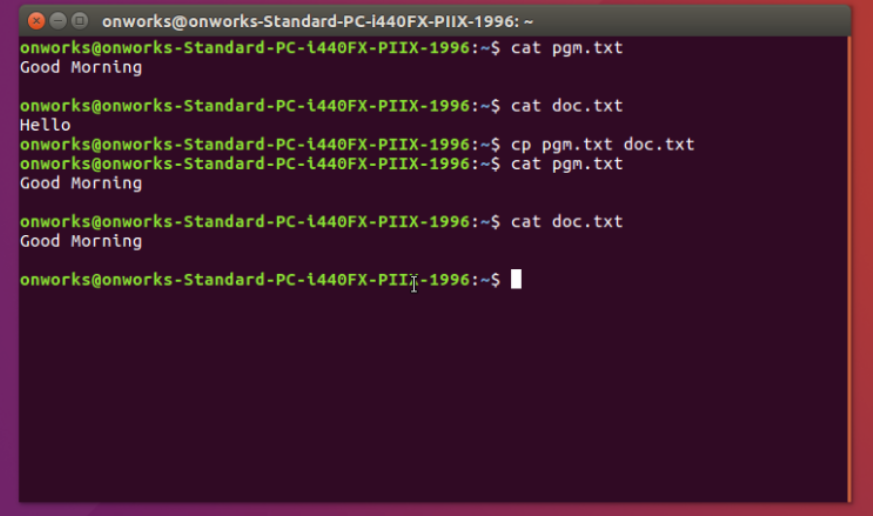 onworks@onworks-Standard-PC-i440FX-PIIX-1996: ~
onworks@onworks-Standard-PC-i440FX-PIIX-1996:~$ cat pgm.txt
Good Morning
onworks@onworks-Standard-PC-i440FX-PIIX-1996:~$ cat doc.txt
Hello
onworks@onworks-Standard-PC-i440FX-PIIX-1996:~$ cp pgm.txt doc.txt
onworks@onworks-Standard-PC-i440FX-PIIX-1996:~$ cat pgm.txt
Good Morning
onworks@onworks-Standard-PC-i440FX-PIIX-1996:~$ cat doc.txt
Good Morning
onworks@onworks-Standard-PC-i440FX-PIIX-1996:~$